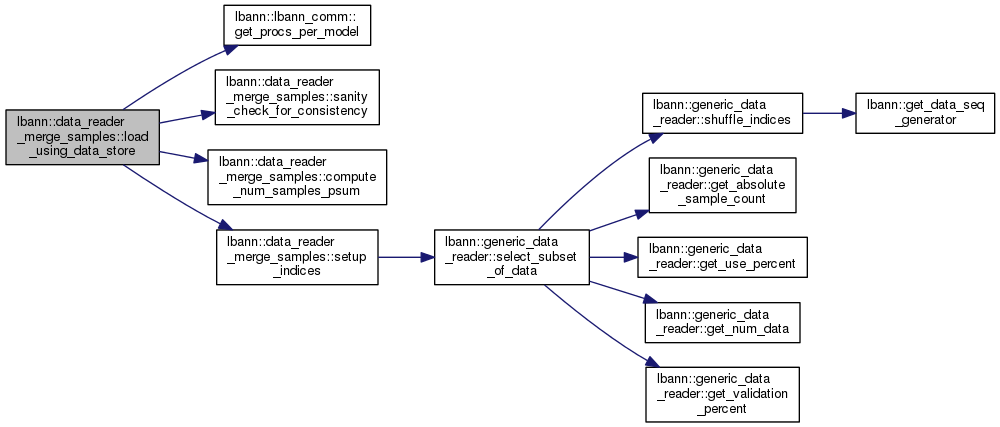 lbann::lbann_comm::
get_procs_per_model
lbann::data_reader
_merge_samples::sanity
_check_for_consistency
lbann::data_reader
_merge_samples::load
_using_data_store
lbann::data_reader
_merge_samples::compute
_num_samples_psum
lbann::data_reader
_merge_samples::setup
_indices
lbann::generic_data
_reader::select_subset
_of_data
lbann::generic_data
_reader::shuffle_indices
lbann::get_data_seq
_generator
lbann::generic_data
_reader::get_absolute
_sample_count
lbann::generic_data
_reader::get_use_percent
lbann::generic_data
_reader::get_num_data
lbann::generic_data
_reader::get_validation
_percent